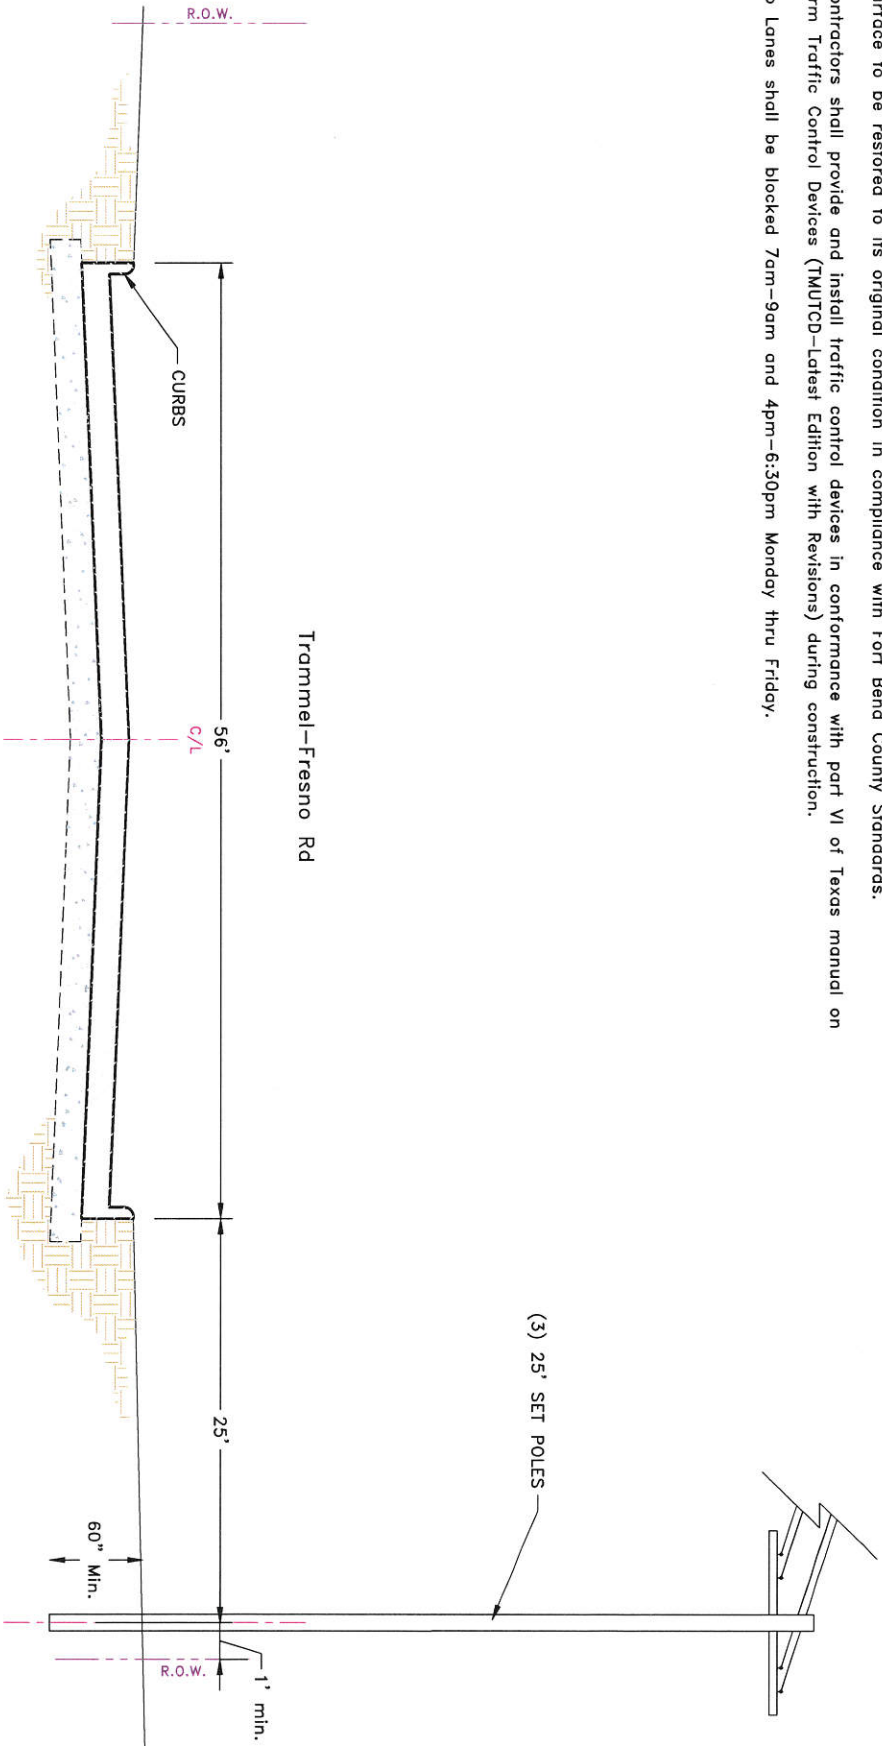 surface to be restored to its original condition in compliance with Fort Bend County Standards.
ontractors shall provide and install traffic control devices in conformance with part VI of Texas manual on
rm Traffic Control Devices (TMUTCD-Latest Edition with Revisions) during construction.
Lanes shall be blocked 7am-9am and 4pm-6:30pm Monday thru Friday.
(3) 25' SET POLES
Trammel-Fresno Rd
R.O.W.
CURBS
56'
C/L
25'
1' min.
R.O.W.
60" Min.